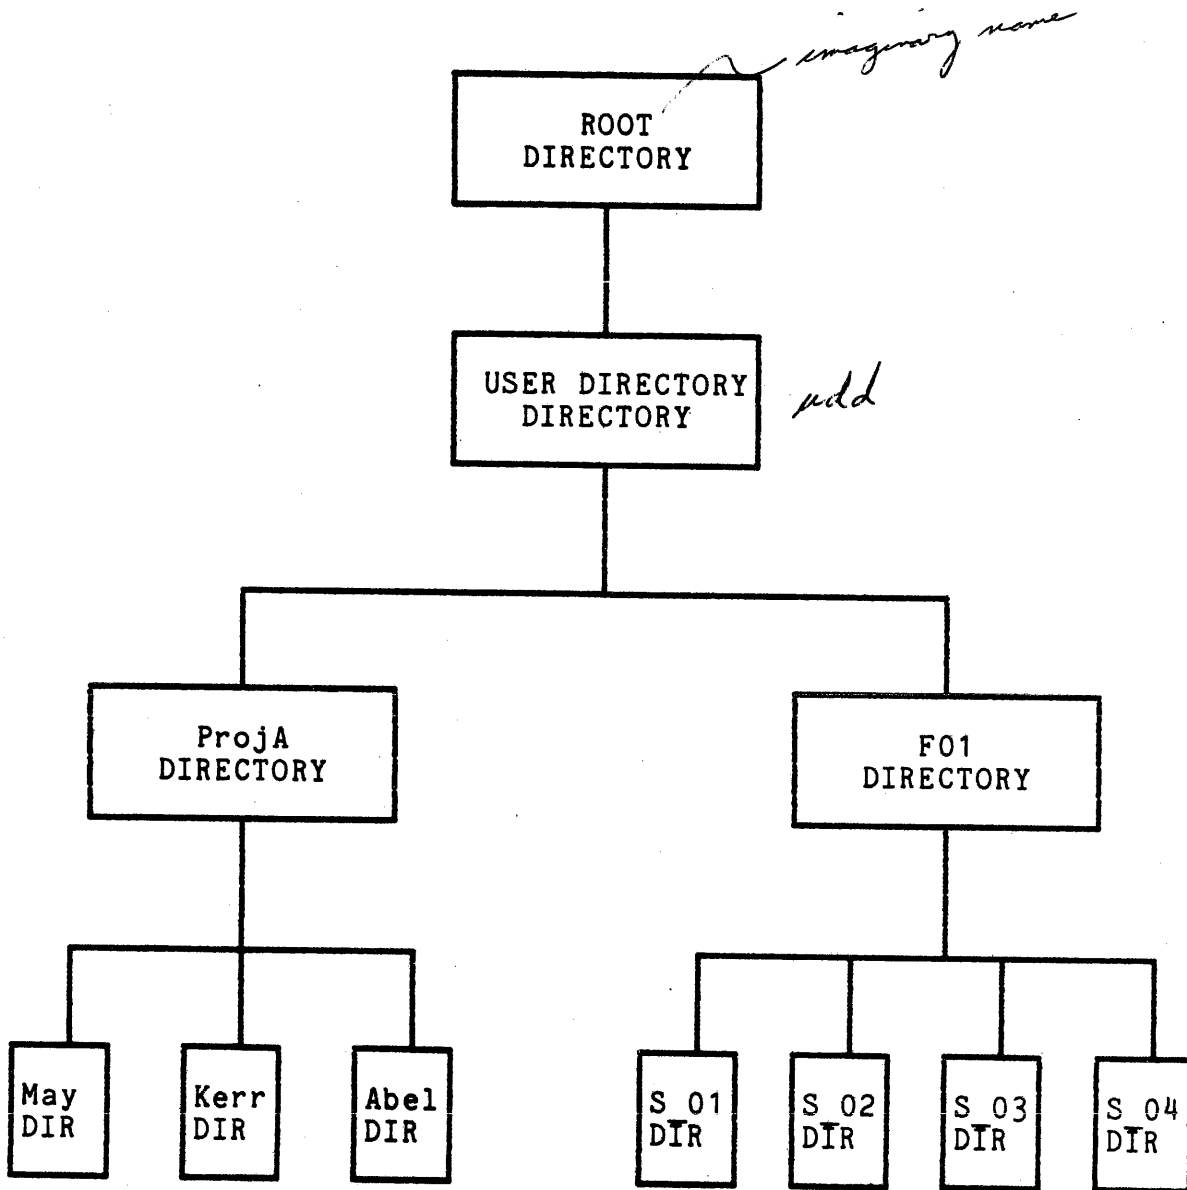 imaginary name
ROOT
DIRECTORY
USER DIRECTORY
DIRECTORY
udd
ProjA
DIRECTORY
F01
DIRECTORY
May
DIR
Kerr
DIR
Abel
DIR
S_01
DIR
S_02
DIR
S_03
DIR
S_04
DIR